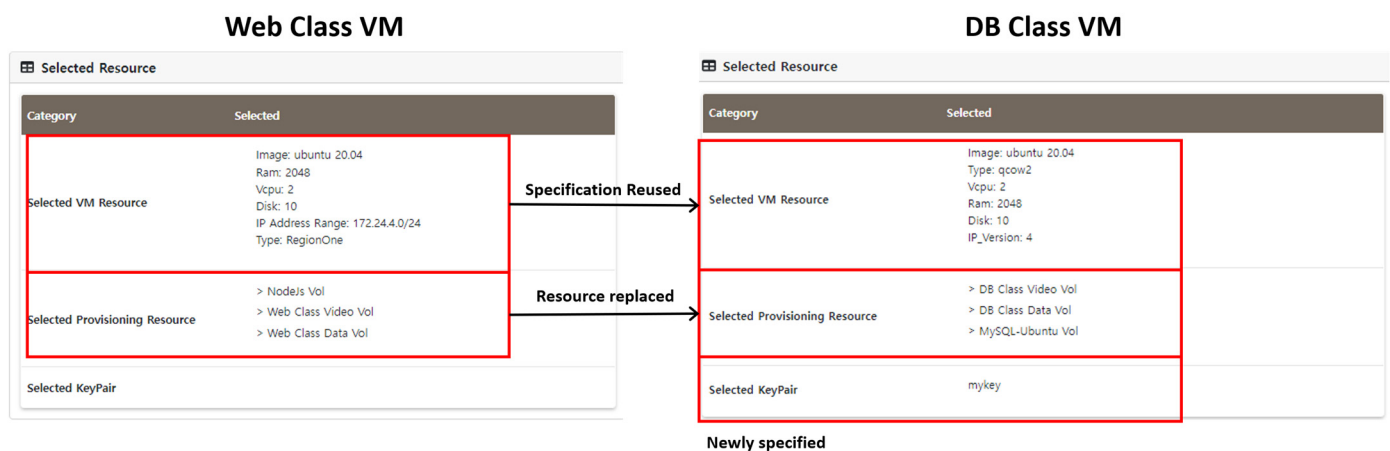 Web Class VM
Selected Resource
Category Selected
Selected VM Resource
Image: ubuntu 20.04
Ram: 2048
Vcpu: 2
Disk: 10
IP Address Range: 172.24.4.0/24
Type: RegionOne
Selected Provisioning Resource
> NodeJs Vol
> Web Class Video Vol
> Web Class Data Vol
Selected KeyPair
Specification Reused
Resource replaced
DB Class VM
Selected Resource
Category Selected
Selected VM Resource
Image: ubuntu 20.04
Type: qcow2
Vcpu: 2
Ram: 2048
Disk: 10
IP_Version: 4
Selected Provisioning Resource
> DB Class Video Vol
> DB Class Data Vol
> MySQL-Ubuntu Vol
Selected KeyPair
mykey
Newly specified